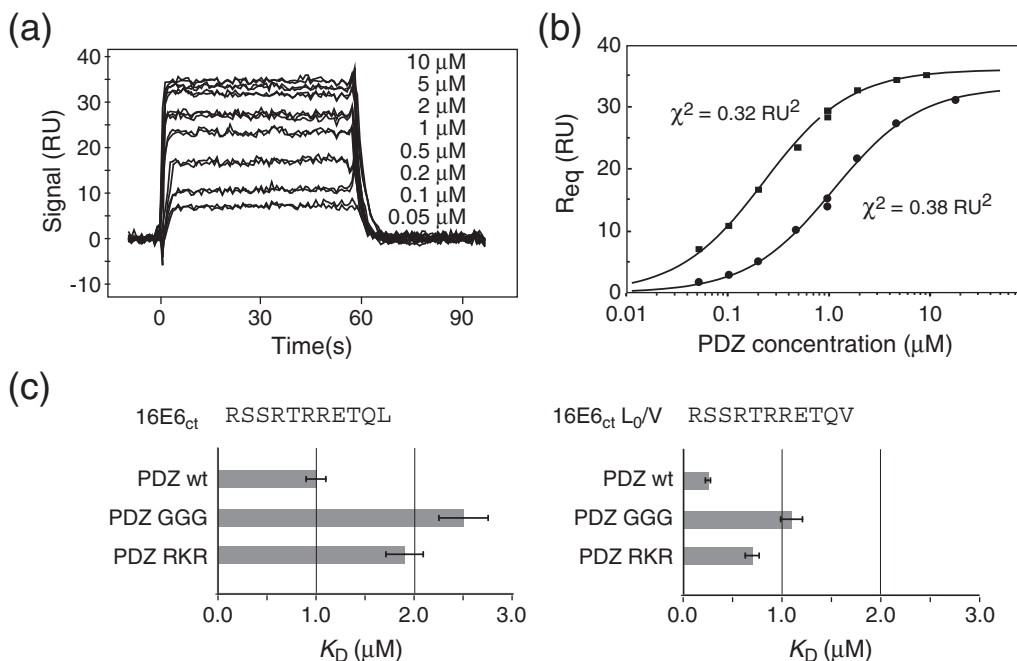 (a)
40
30
20
10
0
-10
Signal (RU)
10 μM
5 μM
2 μM
1 μM
0.5 μM
0.2 μM
0.1 μM
0.05 μM
0 30 60 90
Time(s)
(b)
40
30
20
10
0
Req (RU)
χ² = 0.32 RU²
χ² = 0.38 RU²
0.01 0.1 1.0 10
PDZ concentration (μM)
(c)
16E6ct RSSRTRRETQL
PDZ wt
PDZ GGG
PDZ RKR
0.0 1.0 2.0 3.0
KD (μM)
16E6ct L0/V RSSRTRRETQV
PDZ wt
PDZ GGG
PDZ RKR
0.0 1.0 2.0 3.0
KD (μM)